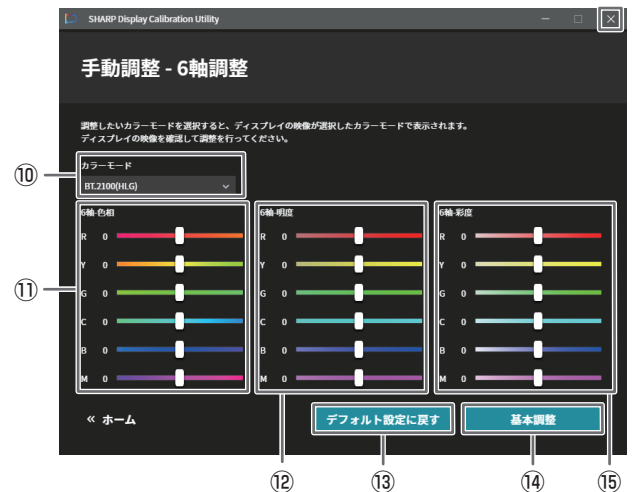 SHARP Display Calibration Utility
手動調整 - 6軸調整
調整したいカラーモードを選択すると、ディスプレイの映像が選択したカラーモードで表示されます。
ディスプレイの映像を確認して調整を行ってください。
⑩
カラーモード
BT.2100(HLG)
⑪
6軸-色相
R 0
Y 0
G 0
C 0
B 0
M 0
6軸-明度
R 0
Y 0
G 0
C 0
B 0
M 0
6軸-彩度
R 0
Y 0
G 0
C 0
B 0
M 0
« ホーム
デフォルト設定に戻す
基本調整
⑫ ⑬ ⑭ ⑮